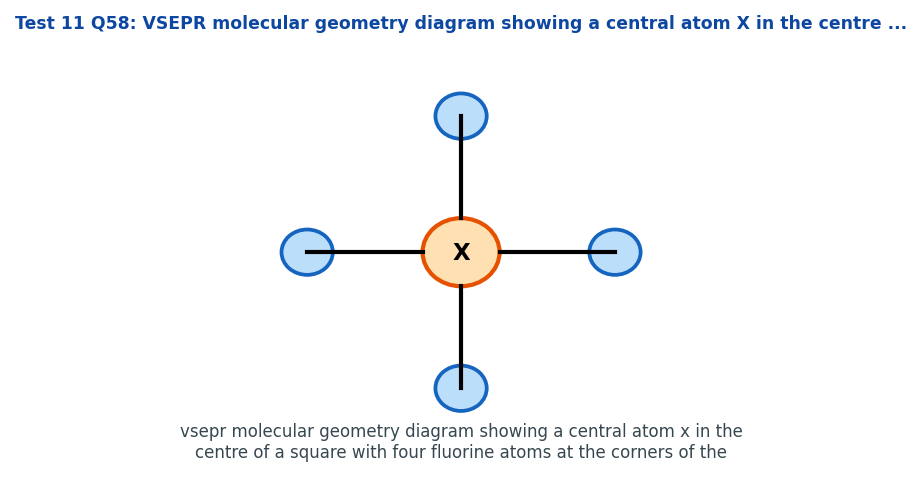 Test 11 Q58: VSEPR molecular geometry diagram showing a central atom X in the centre ...
X
vsepr molecular geometry diagram showing a central atom x in the
centre of a square with four fluorine atoms at the corners of the